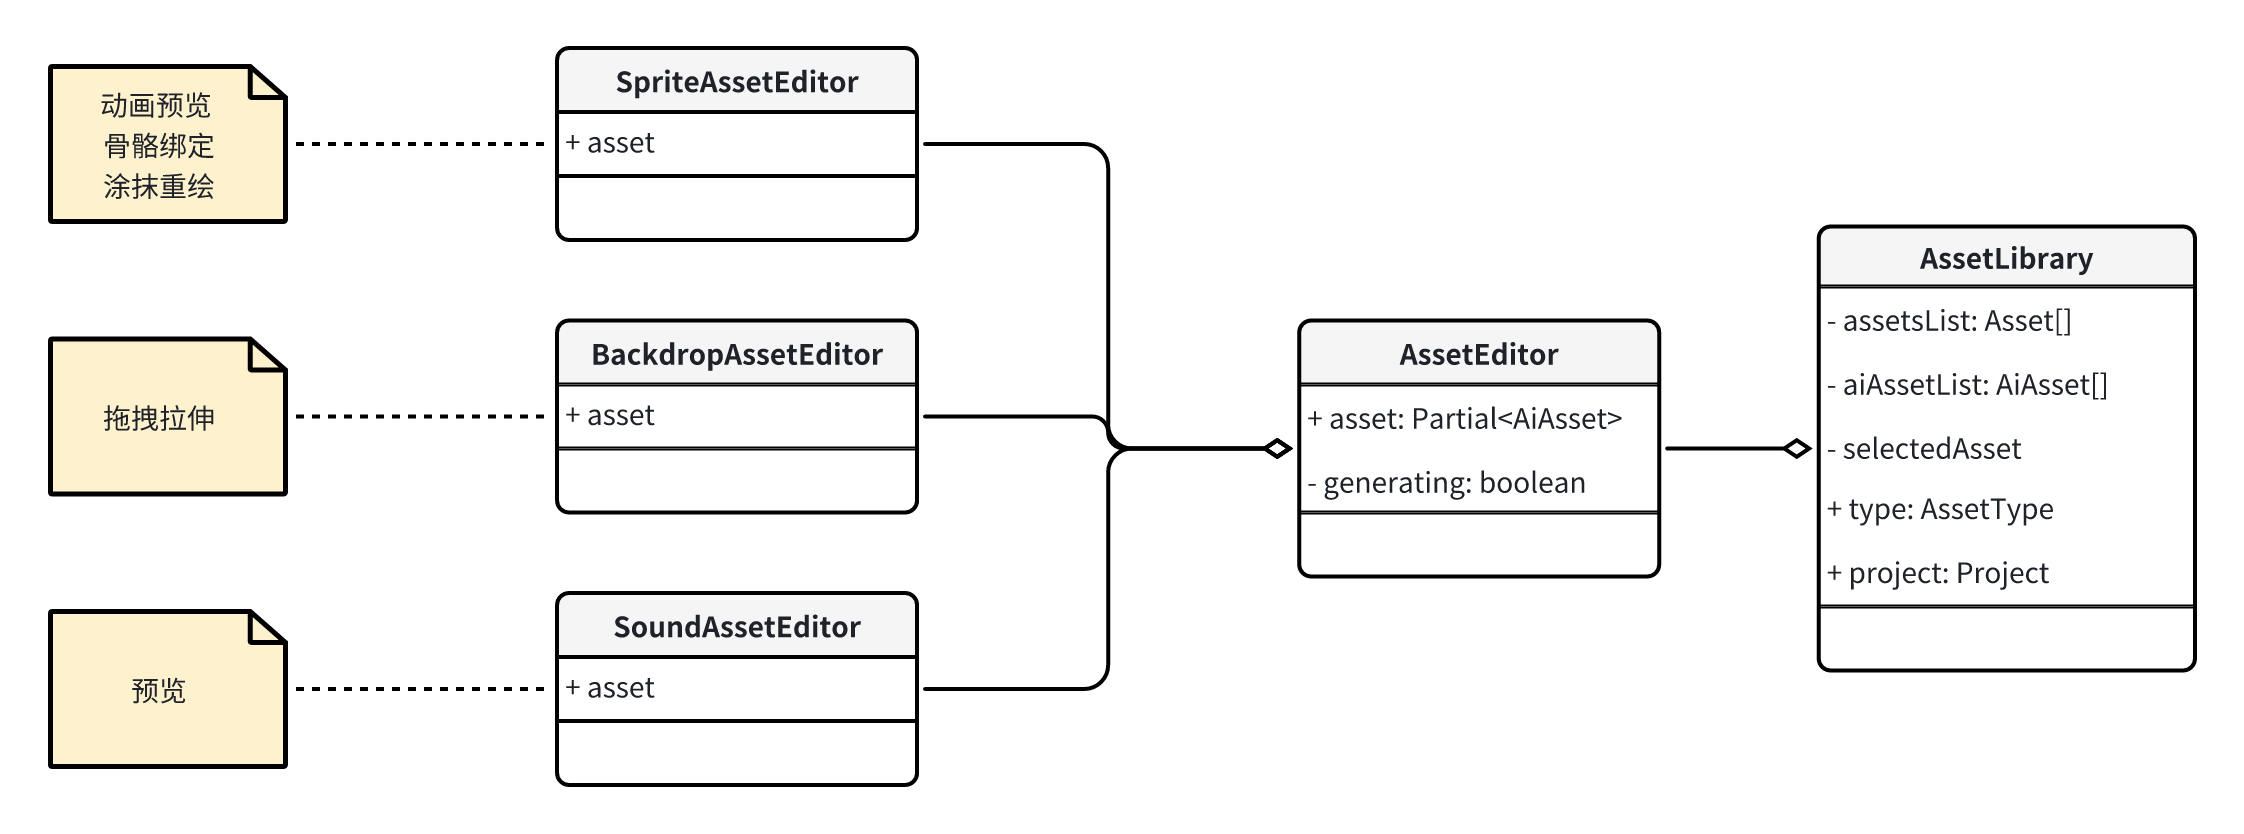 动画预览
骨骼绑定
涂抹重绘
SpriteAssetEditor
+ asset
拖拽拉伸
BackdropAssetEditor
+ asset
预览
SoundAssetEditor
+ asset
AssetEditor
+ asset: Partial<AiAsset>
- generating: boolean
AssetLibrary
- assetsList: Asset[]
- aiAssetList: AiAsset[]
- selectedAsset
+ type: AssetType
+ project: Project